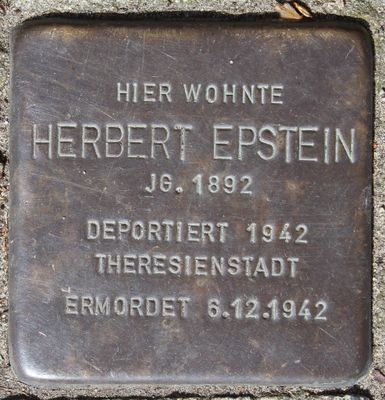 HIER WOHNTE
HERBERT EPSTEIN
JG. 1892
DEPORTIERT 1942
THERESIENSTADT
ERMORDET 6.12.1942